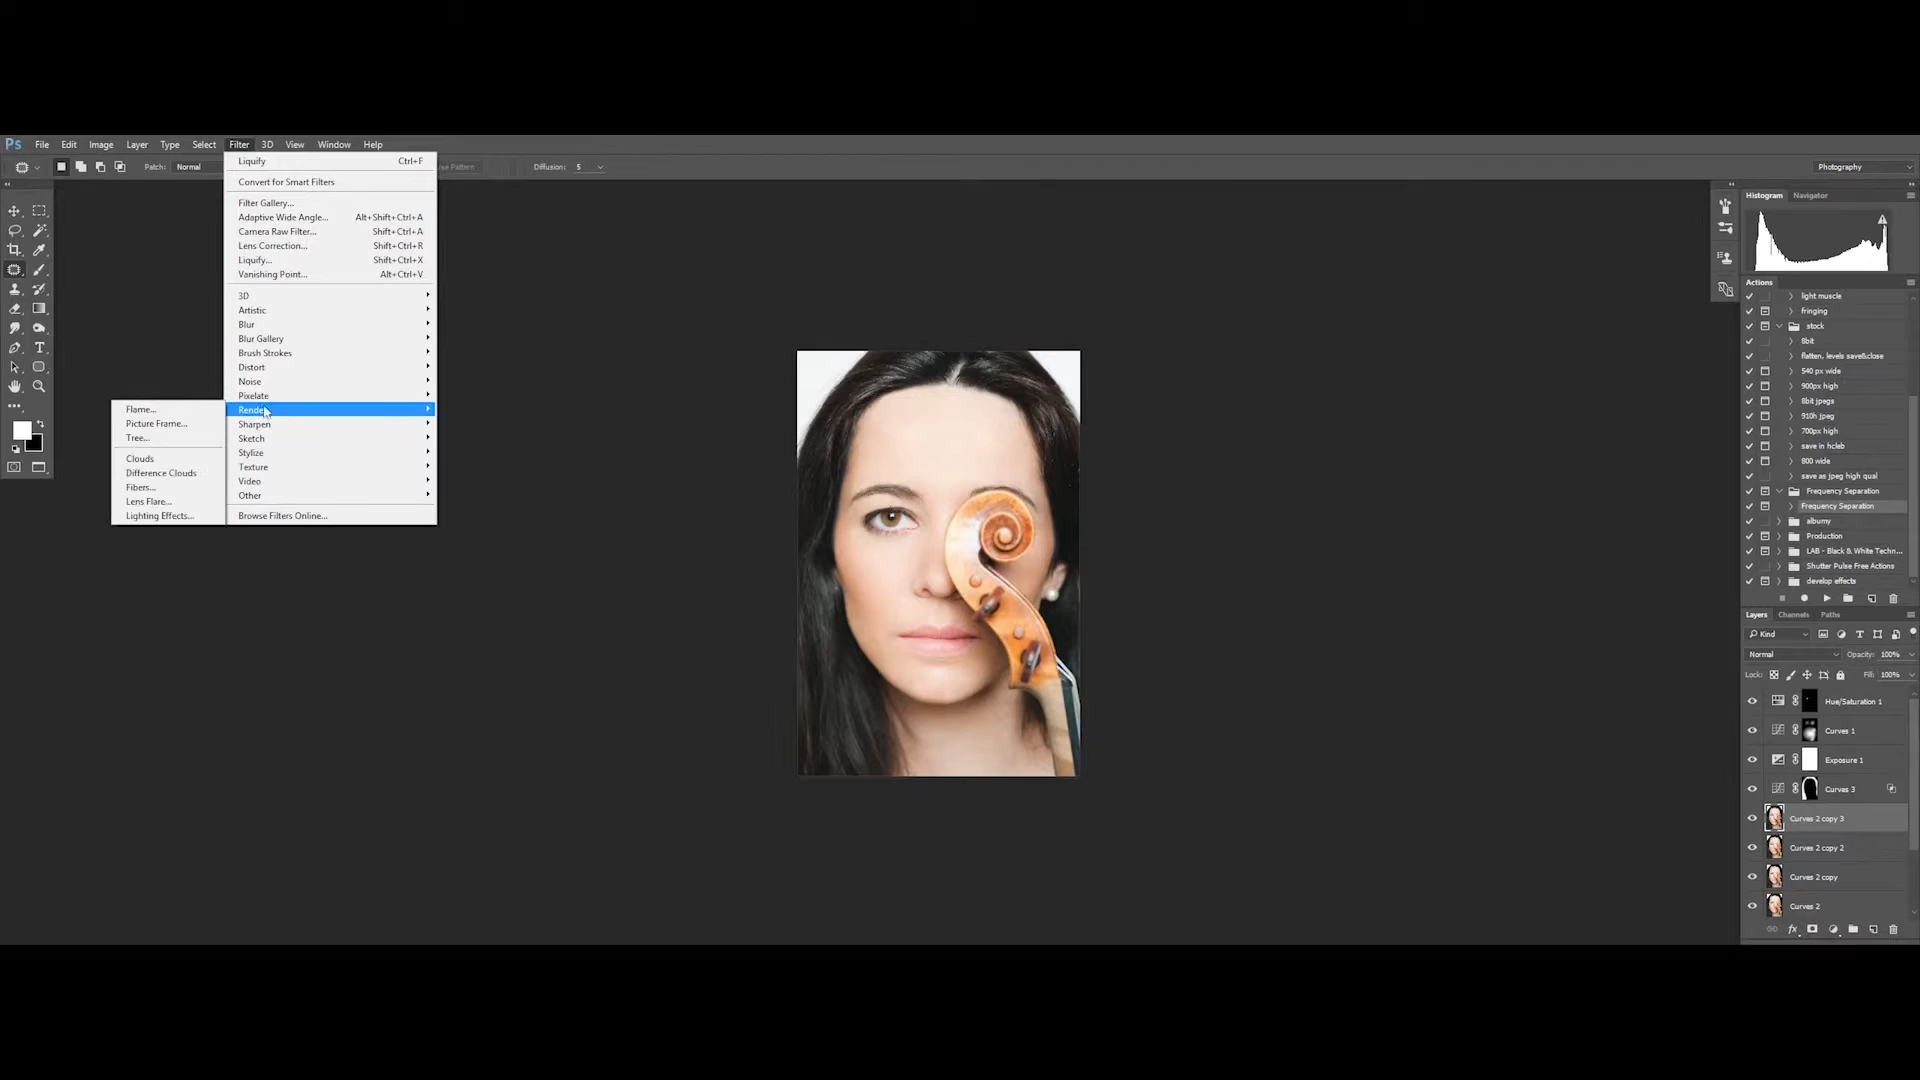 Ps File Edit Image Layer Type Select Filter 3D View Window Help
Patch: Normal
Diffusion: 5
Photography
Liquify Ctrl+F
Convert for Smart Filters
Filter Gallery...
Adaptive Wide Angle... Alt+Shift+Ctrl+A
Camera Raw Filter... Shift+Ctrl+A
Lens Correction... Shift+Ctrl+R
Liquify... Shift+Ctrl+X
Vanishing Point... Alt+Ctrl+V
3D
Artistic
Blur
Blur Gallery
Brush Strokes
Distort
Noise
Pixelate
Render
Sharpen
Sketch
Stylize
Texture
Video
Other
Browse Filters Online...
Flame...
Picture Frame...
Tree...
Clouds
Difference Clouds
Fibers...
Lens Flare...
Lighting Effects...
Histogram Navigator
Actions
light muscle
fringing
stock
8bit
flatten, levels save&close
540 px wide
900px high
8bit jpegs
910h jpeg
700px high
save in hcleb
800 wide
save as jpeg high qual
Frequency Separation
Frequency Separation
albumy
Production
LAB - Black & White Techn...
Shutter Pulse Free Actions
develop effects
Layers Channels Paths
Kind
Normal Opacity: 100%
Lock: Fill: 100%
Hue/Saturation 1
Curves 1
Exposure 1
Curves 3
Curves 2 copy 3
Curves 2 copy 2
Curves 2 copy
Curves 2
fx